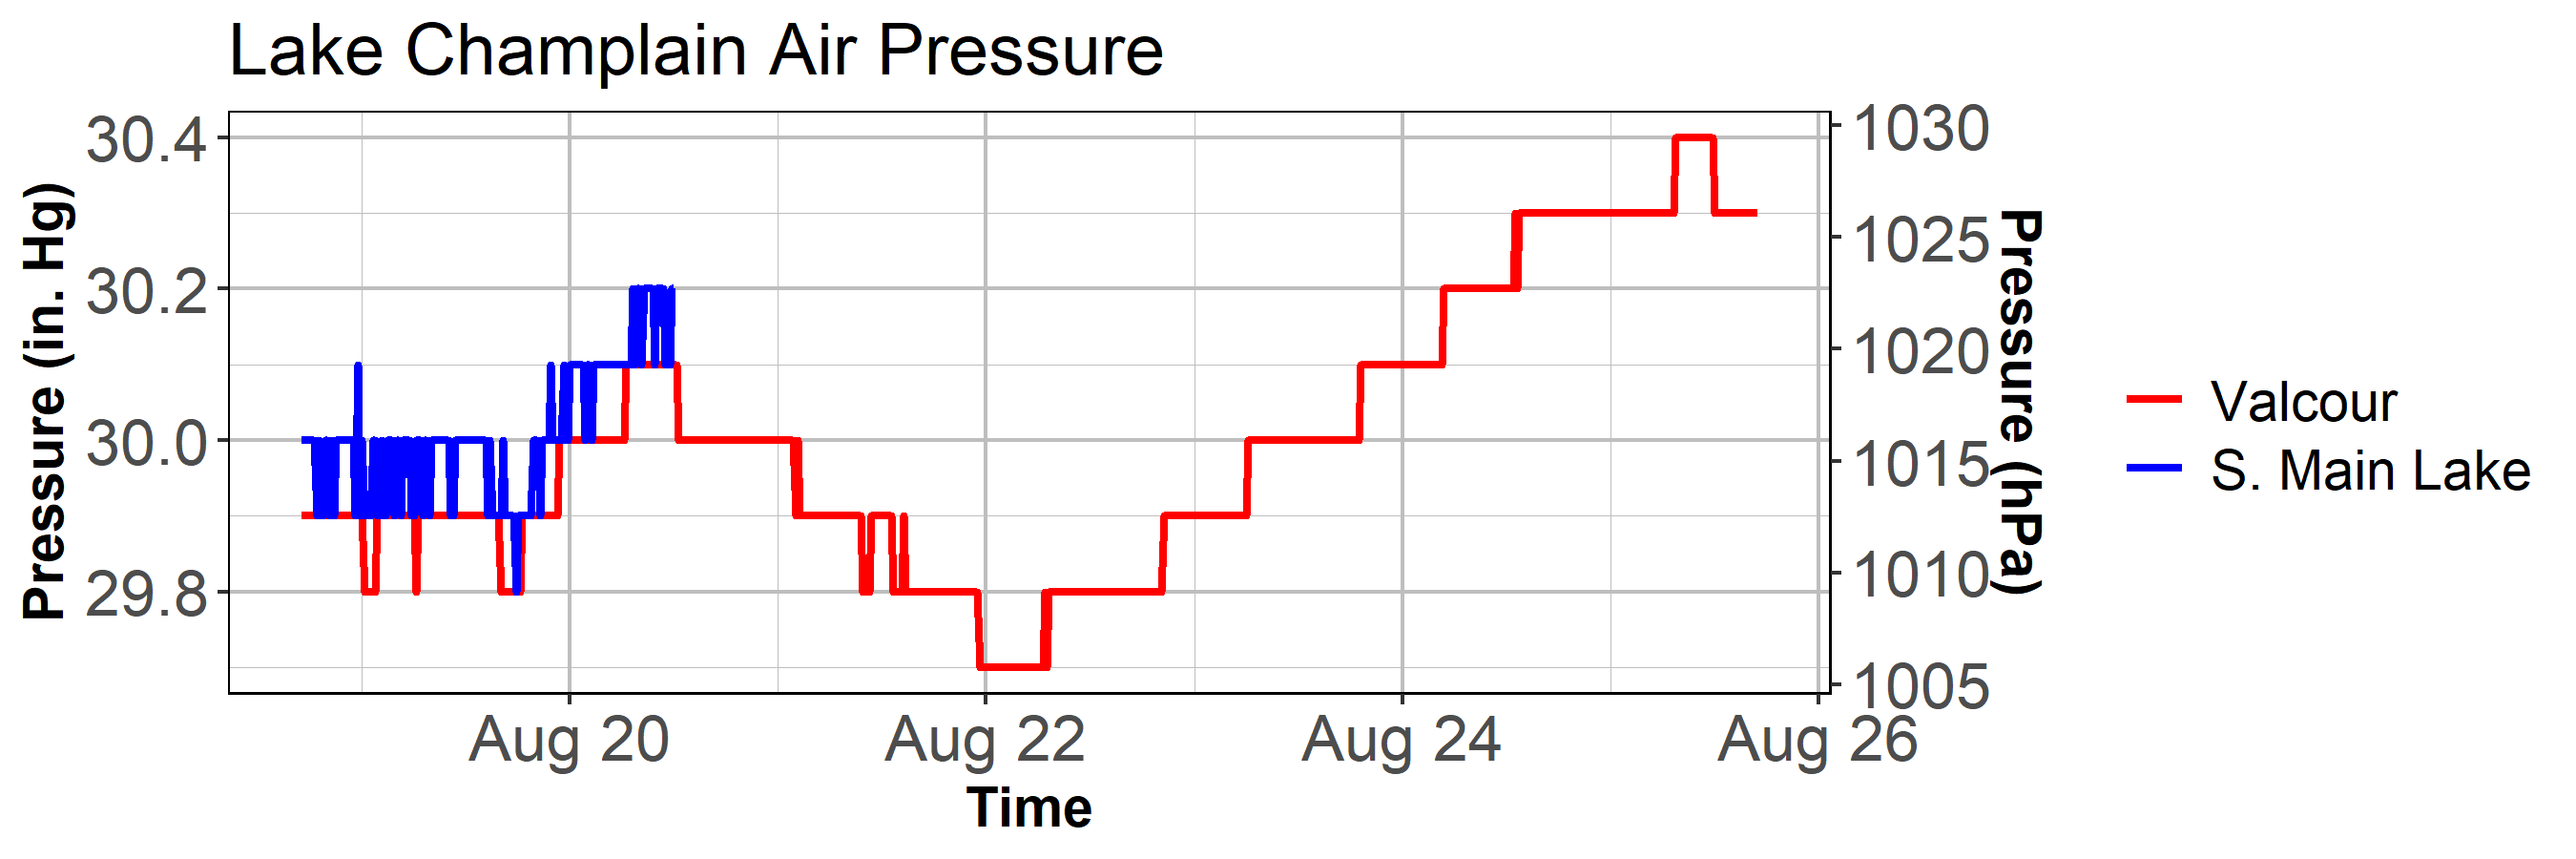 Lake Champlain Air Pressure
Pressure (in. Hg)
30.4
30.2
30.0
29.8
1030
1025
1020
1015
1010
1005
Pressure (hPa)
Aug 20
Aug 22
Aug 24
Aug 26
Time
Valcour
S. Main Lake